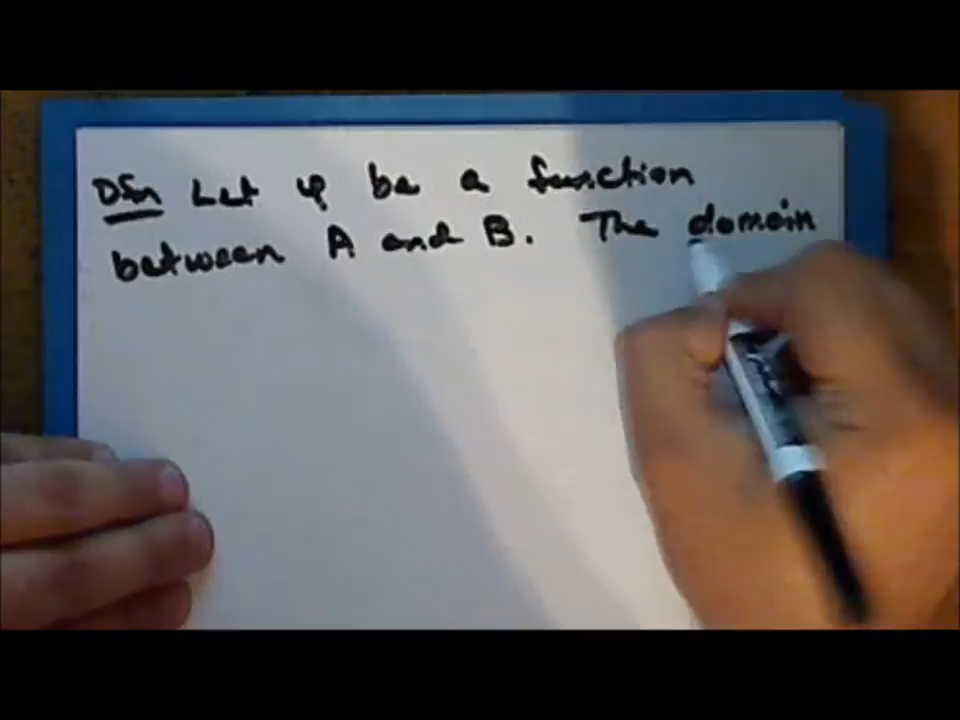 Dfn Let φ be a function
between A and B. The domain